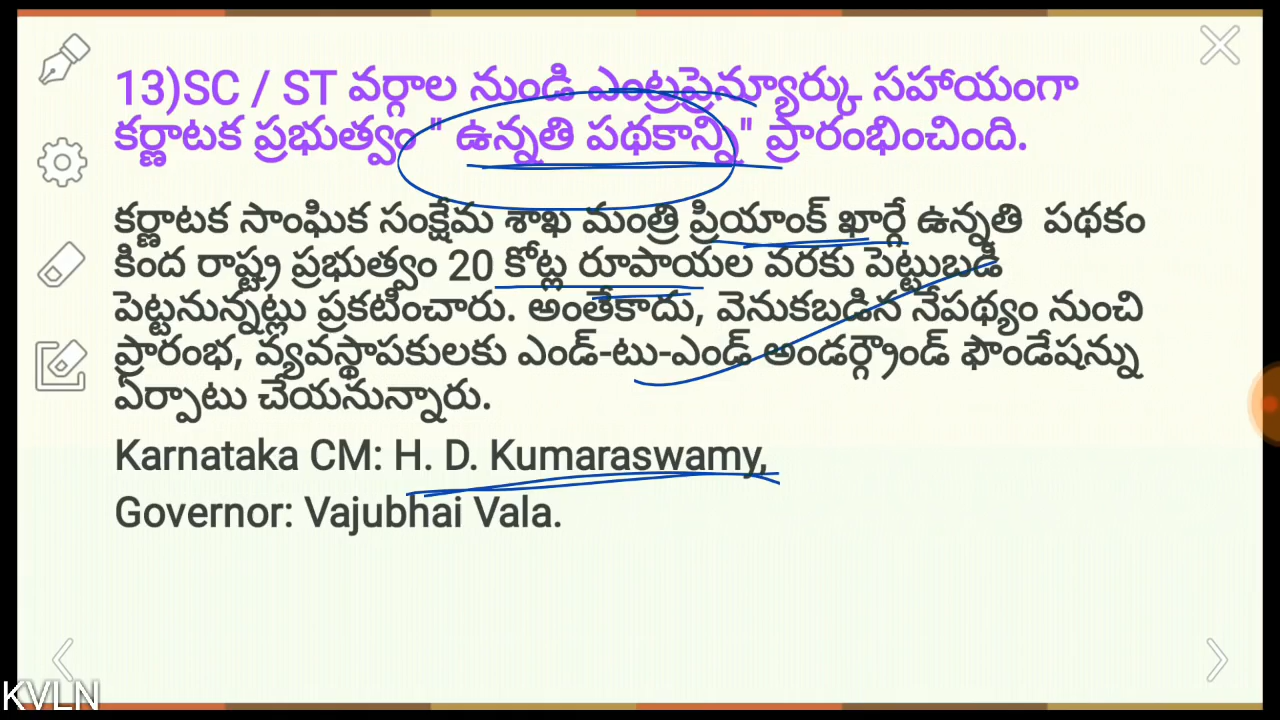 13)SC / ST వర్గాల నుండి ఎంట్రప్రెన్యూర్కు సహాయంగా
కర్ణాటక ప్రభుత్వం " ఉన్నతి పథకాన్ని" ప్రారంభించింది.
కర్ణాటక సాంఘిక సంక్షేమ శాఖ మంత్రి ప్రియాంక్ ఖార్గే ఉన్నతి పథకం
కింద రాష్ట్ర ప్రభుత్వం 20 కోట్ల రూపాయల వరకు పెట్టుబడి
పెట్టనున్నట్లు ప్రకటించారు. అంతేకాదు, వెనుకబడిన నేపథ్యం నుంచి
ప్రారంభ, వ్యవస్థాపకులకు ఎండ్-టు-ఎండ్ అండర్గ్రౌండ్ ఫౌండేషన్ను
ఏర్పాటు చేయనున్నారు.
Karnataka CM: H. D. Kumaraswamy,
Governor: Vajubhai Vala.
KVLN